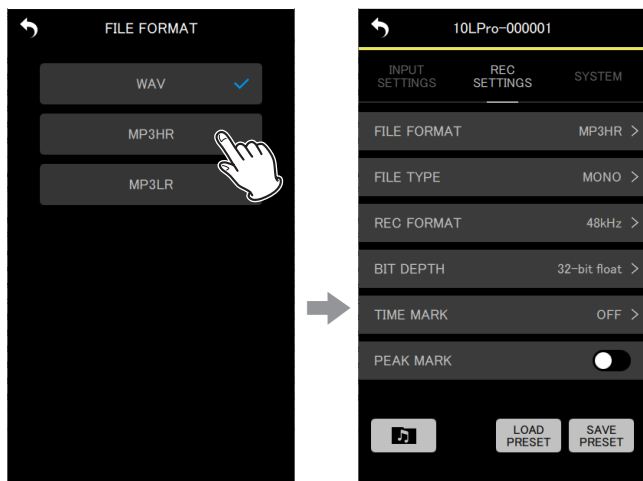 FILE FORMAT
WAV
MP3HR
MP3LR
10LPro-000001
INPUT SETTINGS
REC SETTINGS
SYSTEM
FILE FORMAT MP3HR >
FILE TYPE MONO >
REC FORMAT 48kHz >
BIT DEPTH 32-bit float >
TIME MARK OFF >
PEAK MARK
LOAD PRESET
SAVE PRESET